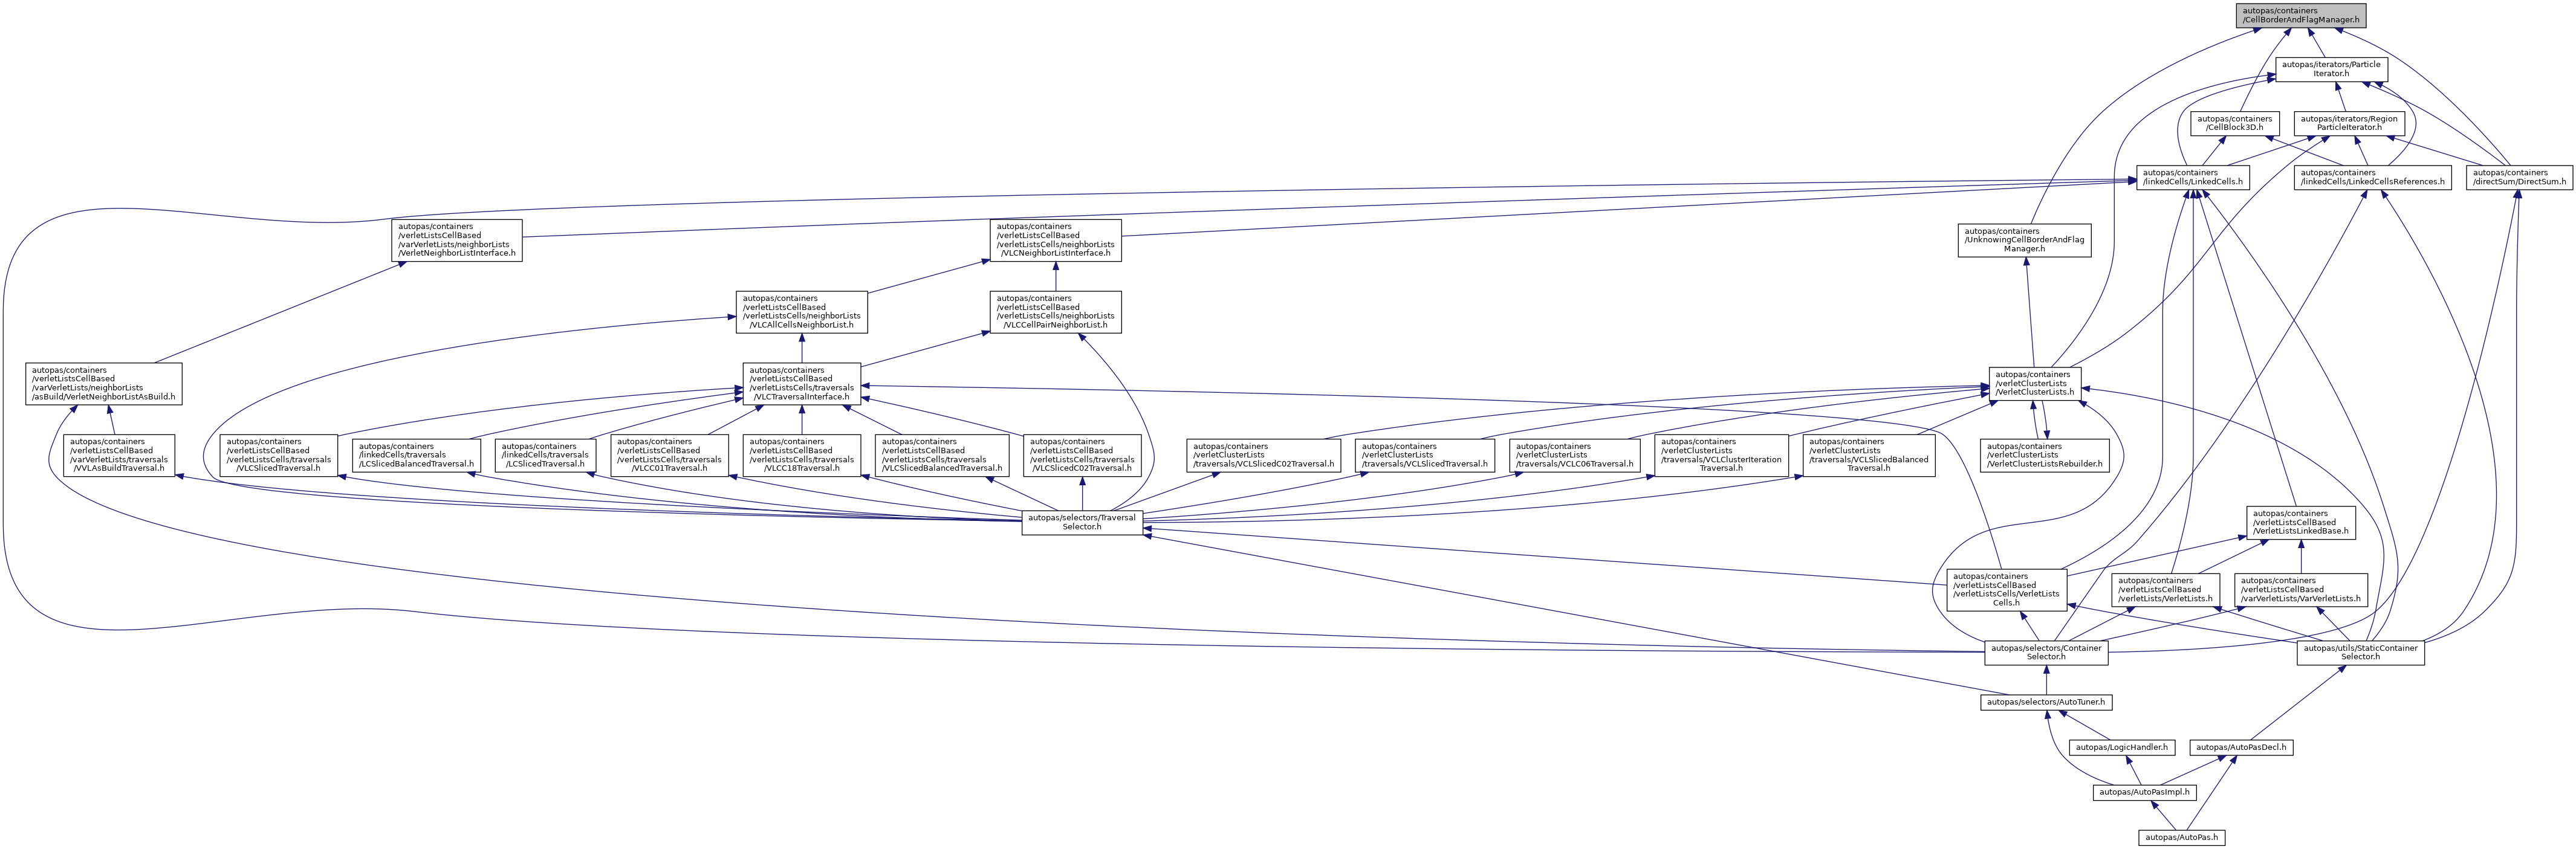 autopas/containers
/CellBorderAndFlagManager.h
autopas/iterators/Particle
Iterator.h
autopas/containers
/CellBlock3D.h
autopas/iterators/Region
ParticleIterator.h
autopas/containers
/linkedCells/LinkedCells.h
autopas/containers
/linkedCells/LinkedCellsReferences.h
autopas/containers
/directSum/DirectSum.h
autopas/containers
/verletListsCellBased
/varVerletLists/neighborLists
/VerletNeighborListInterface.h
autopas/containers
/verletListsCellBased
/verletListsCells/neighborLists
/VLCNeighborListInterface.h
autopas/containers
/UnknowingCellBorderAndFlag
Manager.h
autopas/containers
/verletListsCellBased
/verletListsCells/neighborLists
/VLCAllCellsNeighborList.h
autopas/containers
/verletListsCellBased
/verletListsCells/neighborLists
/VLCCellPairNeighborList.h
autopas/containers
/verletListsCellBased
/varVerletLists/neighborLists
/asBuild/VerletNeighborListAsBuild.h
autopas/containers
/verletListsCellBased
/verletListsCells/traversals
/VLCTraversalInterface.h
autopas/containers
/verletClusterLists
/VerletClusterLists.h
autopas/containers
/verletListsCellBased
/varVerletLists/traversals
/VVLAsBuildTraversal.h
autopas/containers
/verletListsCellBased
/verletListsCells/traversals
/VLCSlicedTraversal.h
autopas/containers
/linkedCells/traversals
/LCSlicedBalancedTraversal.h
autopas/containers
/linkedCells/traversals
/LCSlicedTraversal.h
autopas/containers
/verletListsCellBased
/verletListsCells/traversals
/VLCC01Traversal.h
autopas/containers
/verletListsCellBased
/verletListsCells/traversals
/VLCC18Traversal.h
autopas/containers
/verletListsCellBased
/verletListsCells/traversals
/VLCSlicedBalancedTraversal.h
autopas/containers
/verletListsCellBased
/verletListsCells/traversals
/VLCSlicedC02Traversal.h
autopas/containers
/verletClusterLists
/traversals/VCLSlicedC02Traversal.h
autopas/containers
/verletClusterLists
/traversals/VCLSlicedTraversal.h
autopas/containers
/verletClusterLists
/traversals/VCLC06Traversal.h
autopas/containers
/verletClusterLists
/traversals/VCLClusterIteration
Traversal.h
autopas/containers
/verletClusterLists
/traversals/VCLSlicedBalanced
Traversal.h
autopas/containers
/verletClusterLists
/VerletClusterListsRebuilder.h
autopas/selectors/Traversal
Selector.h
autopas/containers
/verletListsCellBased
/VerletListsLinkedBase.h
autopas/containers
/verletListsCellBased
/verletListsCells/VerletLists
Cells.h
autopas/containers
/verletListsCellBased
/verletLists/VerletLists.h
autopas/containers
/verletListsCellBased
/varVerletLists/VarVerletLists.h
autopas/selectors/Container
Selector.h
autopas/utils/StaticContainer
Selector.h
autopas/selectors/AutoTuner.h
autopas/LogicHandler.h
autopas/AutoPasDecl.h
autopas/AutoPasImpl.h
autopas/AutoPas.h